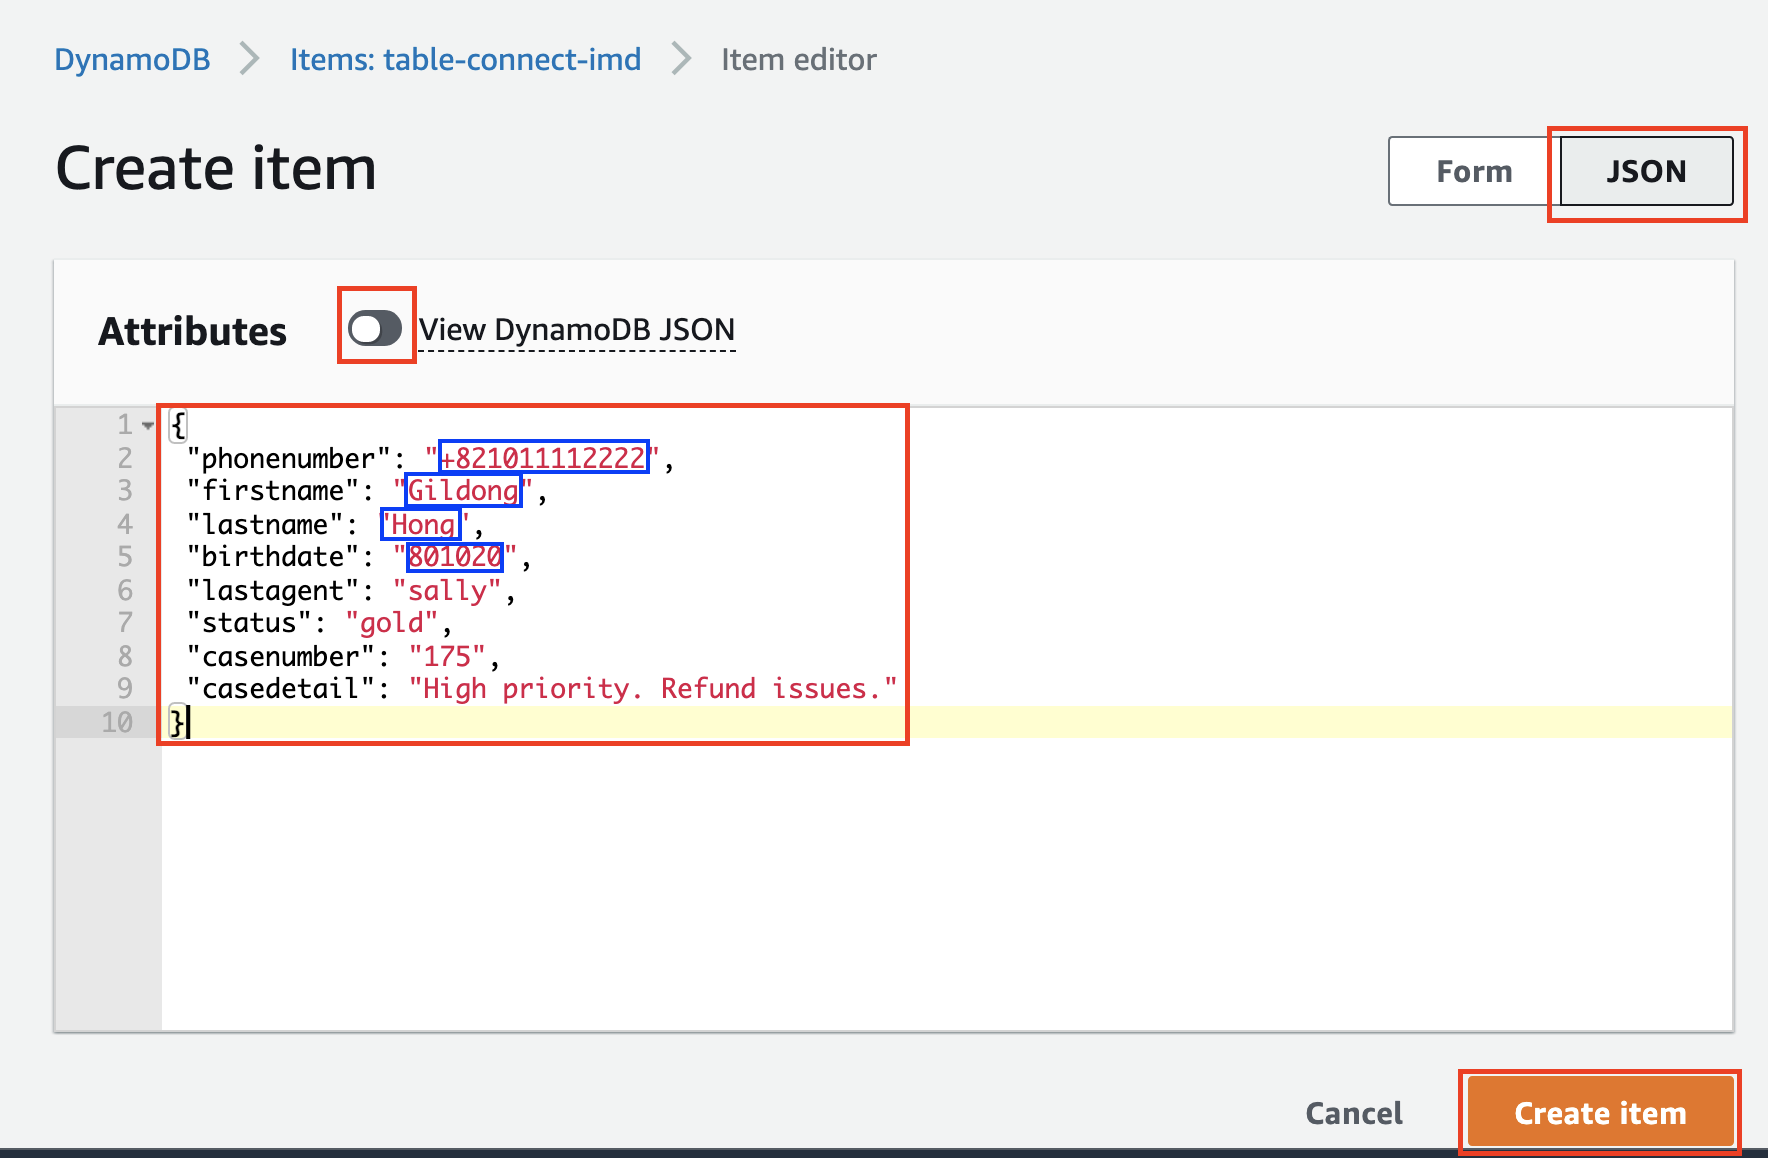 DynamoDB > Items: table-connect-imd > Item editor
Create item
Form JSON
Attributes View DynamoDB JSON
1 {
2 "phonenumber": "+821011112222",
3 "firstname": "Gildong",
4 "lastname": "Hong",
5 "birthdate": "801020",
6 "lastagent": "sally",
7 "status": "gold",
8 "casenumber": "175",
9 "casedetail": "High priority. Refund issues."
10 }
Cancel Create item